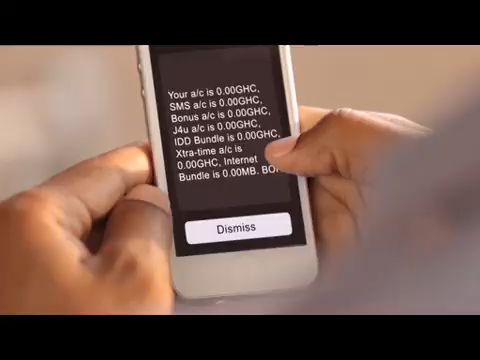 Your a/c is 0.00GHC,
SMS a/c is 0.00GHC,
Bonus a/c is 0.00GHC,
J4u a/c is 0.00GHC,
IDD Bundle is 0.00GHC,
Xtra-time a/c is
0.00GHC, Internet
Bundle is 0.00MB.
Dismiss